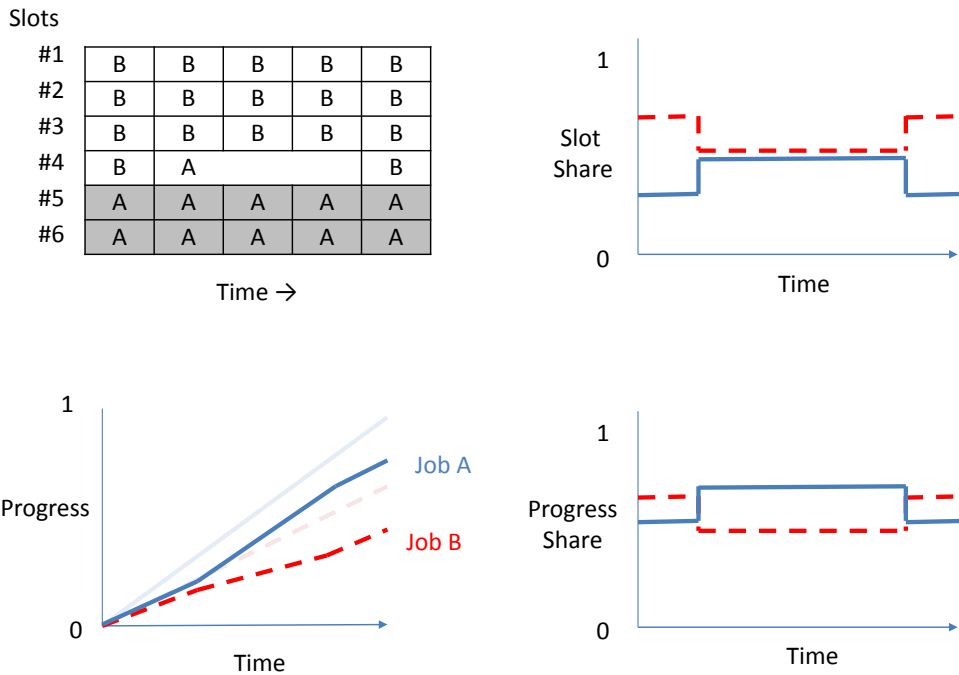 Slots
#1 B B B B B
#2 B B B B B
#3 B B B B B
#4 B A B
#5 A A A A A
#6 A A A A A
Time →
1
Slot
Share
0
Time
1
Progress
Job A
Job B
0
Time
1
Progress
Share
0
Time